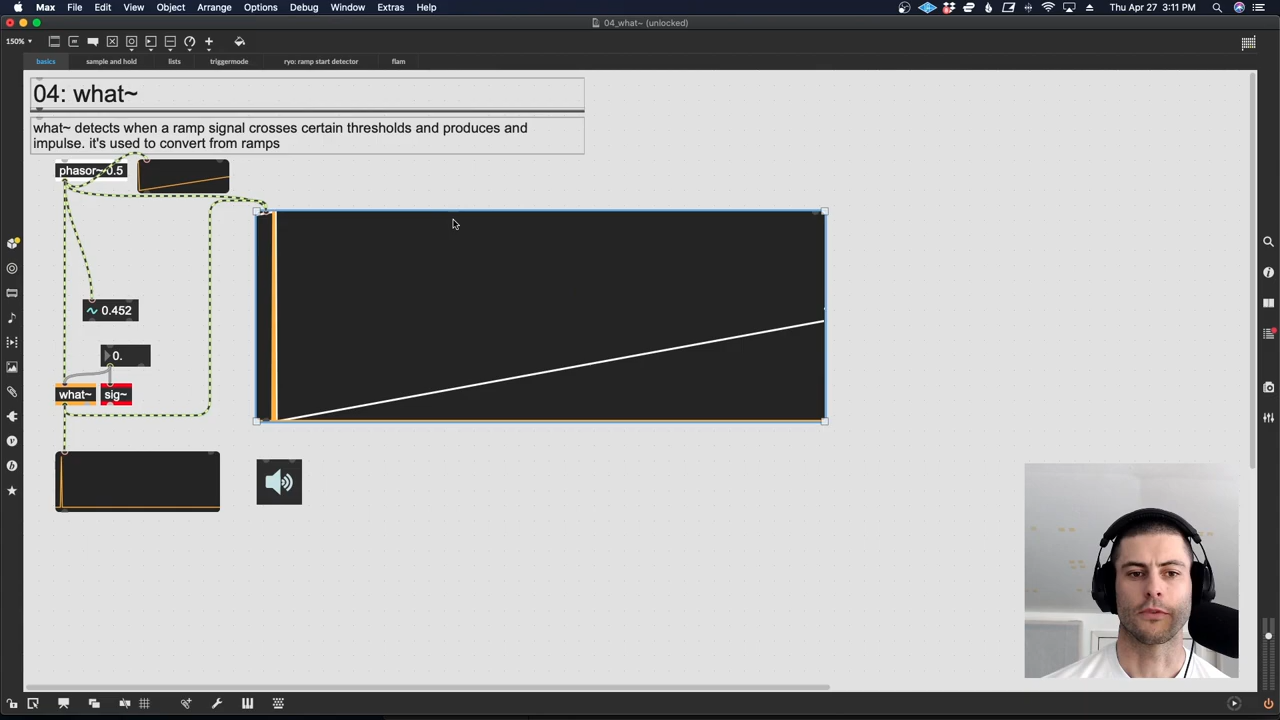 Max File Edit View Object Arrange Options Debug Window Extras Help
Thu Apr 27 3:11 PM
04_what~ (unlocked)
150%
basics sample and hold lists triggermode ryo: ramp start detector flam
04: what~
what~ detects when a ramp signal crosses certain thresholds and produces and
impulse. it's used to convert from ramps
phasor~ 0.5
0.452
0.
what~ sig~